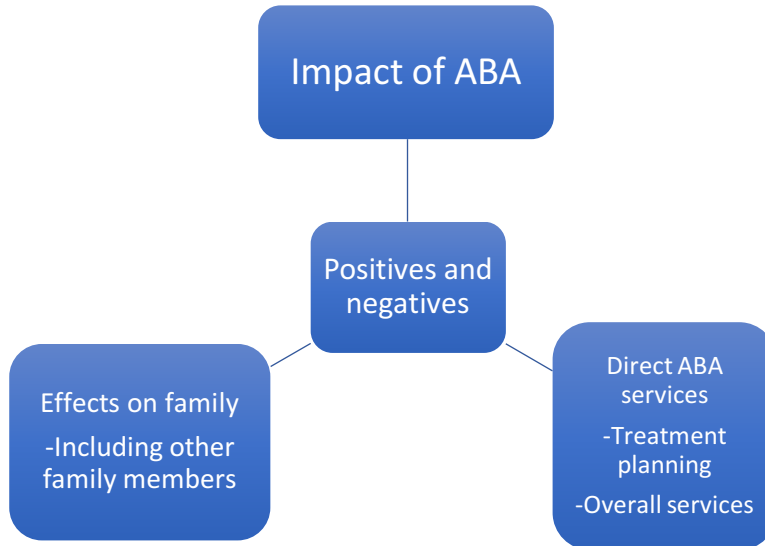 Impact of ABA
Positives and
negatives
Effects on family
-Including other
family members
Direct ABA
services
-Treatment
planning
-Overall services